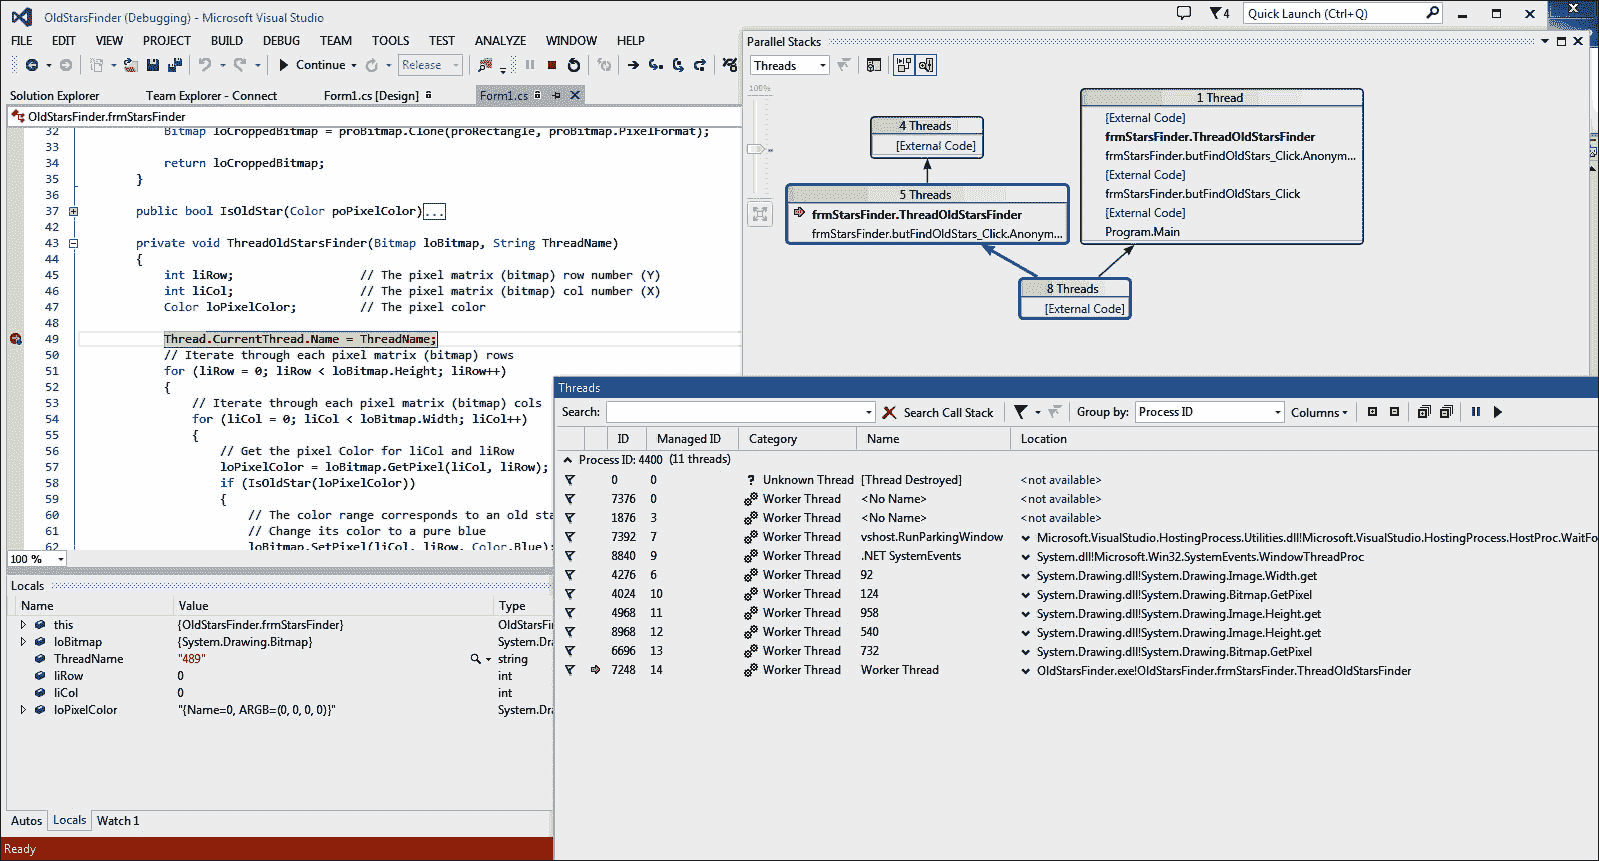 OldStarsFinder (Debugging) - Microsoft Visual Studio
4
Quick Launch (Ctrl+Q)
FILE EDIT VIEW PROJECT BUILD DEBUG TEAM TOOLS TEST ANALYZE WINDOW HELP
Continue Release
Solution Explorer Team Explorer - Connect Form1.cs [Design] Form1.cs
OldStarsFinder.frmStarsFinder
32 Bitmap loCroppedBitmap = proBitmap.Clone(proRectangle, proBitmap.PixelFormat);
33
34 return loCroppedBitmap;
35 }
36
37 public bool IsOldStar(Color poPixelColor)...
42
43 private void ThreadOldStarsFinder(Bitmap loBitmap, String ThreadName)
44 {
45 int liRow; // The pixel matrix (bitmap) row number (Y)
46 int liCol; // The pixel matrix (bitmap) col number (X)
47 Color loPixelColor; // The pixel color
48
49 Thread.CurrentThread.Name = ThreadName;
50 // Iterate through each pixel matrix (bitmap) rows
51 for (liRow = 0; liRow < loBitmap.Height; liRow++)
52 {
53 // Iterate through each pixel matrix (bitmap) cols
54 for (liCol = 0; liCol < loBitmap.Width; liCol++)
55 {
56 // Get the pixel Color for liCol and liRow
57 loPixelColor = loBitmap.GetPixel(liCol, liRow);
58 if (IsOldStar(loPixelColor))
59 {
60 // The color range corresponds to an old sta
61 // Change its color to a pure blue
62 loBitmap.SetPixel(liCol, liRow, Color.Blue);
100 %
Parallel Stacks
Threads
108%
4 Threads
[External Code]
5 Threads
frmStarsFinder.ThreadOldStarsFinder
frmStarsFinder.butFindOldStars_Click.Anonym...
1 Thread
[External Code]
frmStarsFinder.ThreadOldStarsFinder
frmStarsFinder.butFindOldStars_Click.Anonym...
[External Code]
frmStarsFinder.butFindOldStars_Click
[External Code]
Program.Main
8 Threads
[External Code]
Locals
Name Value Type
this {OldStarsFinder.frmStarsFinder} OldStarsFi
loBitmap {System.Drawing.Bitmap} System.Dra
ThreadName "489" string
liRow 0 int
liCol 0 int
loPixelColor "{Name=0, ARGB=(0, 0, 0, 0)}" System.Dra
Autos Locals Watch 1
Ready
Threads
Search: Search Call Stack Group by: Process ID Columns
ID Managed ID Category Name Location
Process ID: 4400 (11 threads)
0 0 ? Unknown Thread [Thread Destroyed] <not available>
7376 0 Worker Thread <No Name> <not available>
1876 3 Worker Thread <No Name> <not available>
7392 7 Worker Thread vshost.RunParkingWindow Microsoft.VisualStudio.HostingProcess.Utilities.dll!Microsoft.VisualStudio.HostingProcess.HostProc.WaitFo
8840 9 Worker Thread .NET SystemEvents System.dll!Microsoft.Win32.SystemEvents.WindowThreadProc
4276 6 Worker Thread 92 System.Drawing.dll!System.Drawing.Image.Width.get
4024 10 Worker Thread 124 System.Drawing.dll!System.Drawing.Bitmap.GetPixel
4968 11 Worker Thread 958 System.Drawing.dll!System.Drawing.Image.Height.get
8968 12 Worker Thread 540 System.Drawing.dll!System.Drawing.Image.Height.get
6696 13 Worker Thread 732 System.Drawing.dll!System.Drawing.Bitmap.GetPixel
7248 14 Worker Thread Worker Thread OldStarsFinder.exe!OldStarsFinder.frmStarsFinder.ThreadOldStarsFinder